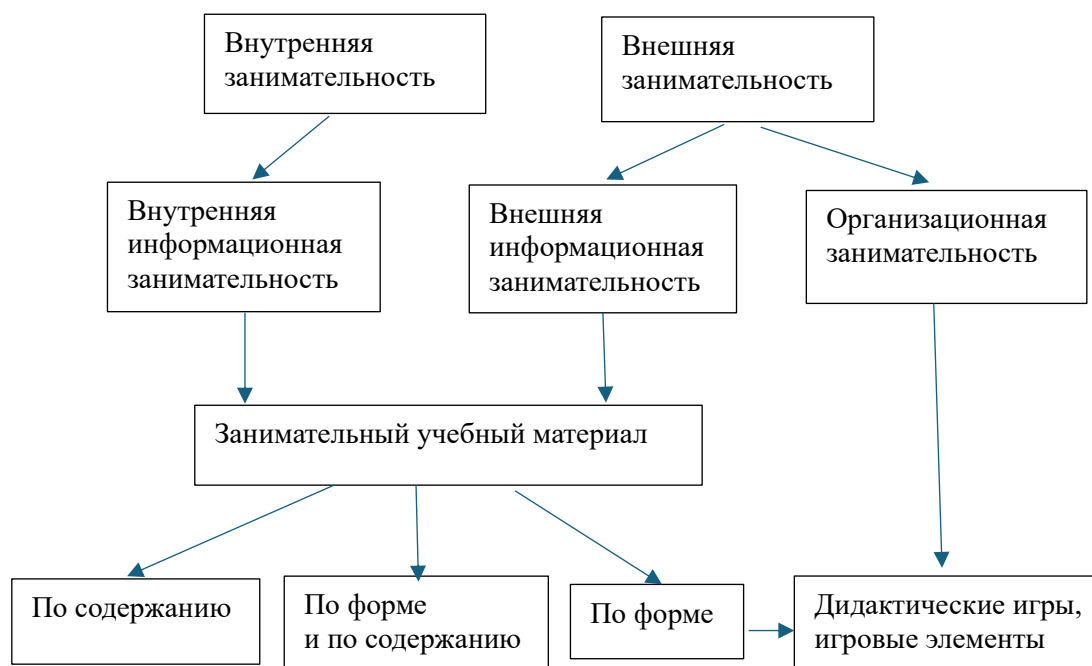 Внутренняя
занимательность
Внешняя
занимательность
Внутренняя
информационная
занимательность
Внешняя
информационная
занимательность
Организационная
занимательность
Занимательный учебный материал
По содержанию
По форме
и по содержанию
По форме
Дидактические игры,
игровые элементы